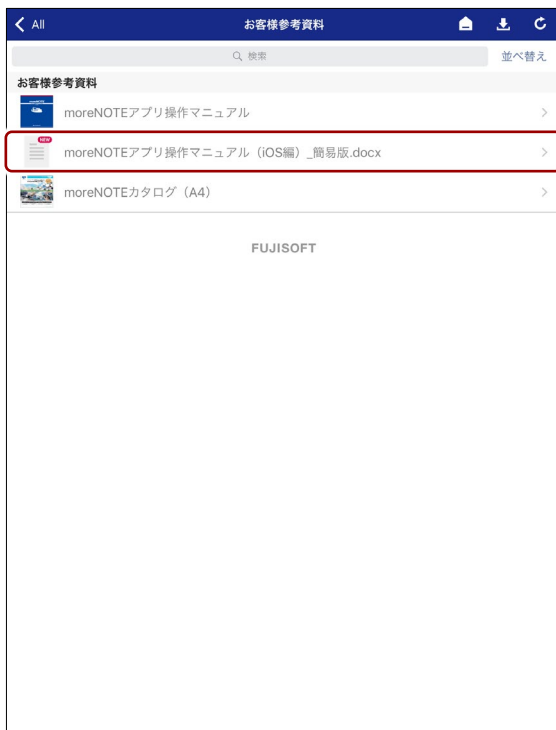 All
お客様参考資料
検索
並べ替え
お客様参考資料
moreNOTEアプリ操作マニュアル
NEW
moreNOTEアプリ操作マニュアル（iOS編）_簡易版.docx
moreNOTEカタログ（A4）
FUJISOFT